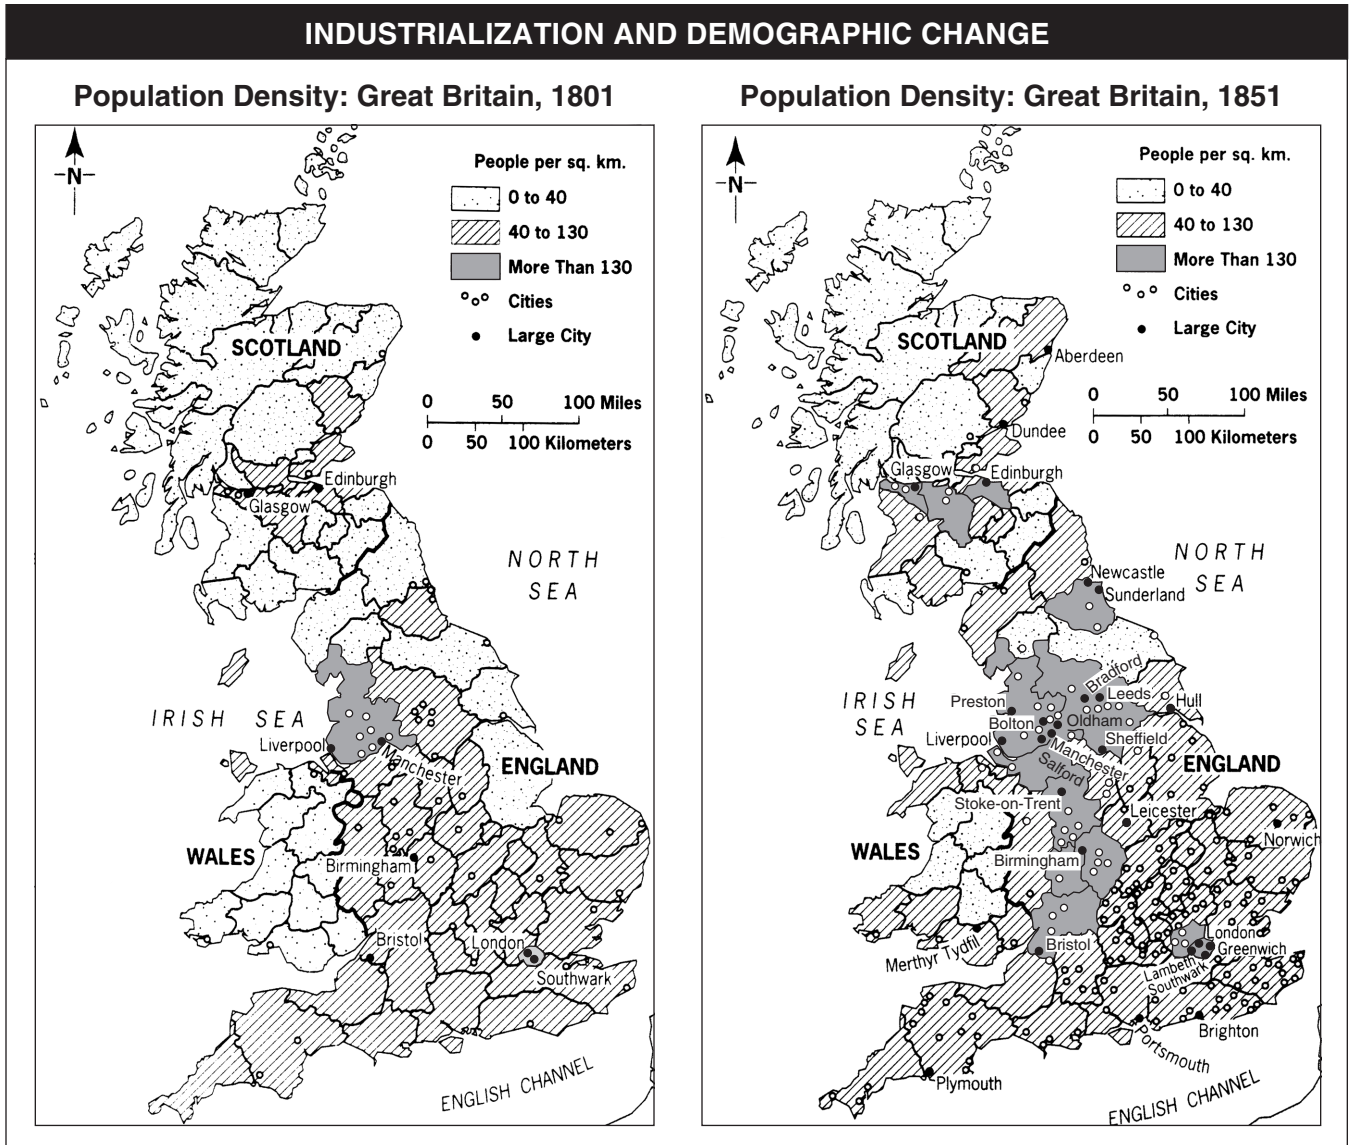 INDUSTRIALIZATION AND DEMOGRAPHIC CHANGE
Population Density: Great Britain, 1801
N
People per sq. km.
0 to 40
40 to 130
More Than 130
Cities
Large City
SCOTLAND
0 50 100 Miles
0 50 100 Kilometers
Edinburgh
Glasgow
NORTH
SEA
IRISH SEA
Liverpool
Manchester
ENGLAND
WALES
Birmingham
Bristol
London
Southwark
ENGLISH CHANNEL
Population Density: Great Britain, 1851
N
People per sq. km.
0 to 40
40 to 130
More Than 130
Cities
Large City
SCOTLAND
Aberdeen
0 50 100 Miles
0 50 100 Kilometers
Dundee
Glasgow
Edinburgh
NORTH
SEA
Newcastle
Sunderland
IRISH
SEA
Bradford
Leeds
Preston
Hull
Bolton
Oldham
Liverpool
Manchester
Sheffield
Salford
ENGLAND
Stoke-on-Trent
Leicester
Norwich
WALES
Birmingham
Merthyr Tydfil
Bristol
London
Greenwich
Lambeth
Southwark
Brighton
Portsmouth
Plymouth
ENGLISH CHANNEL